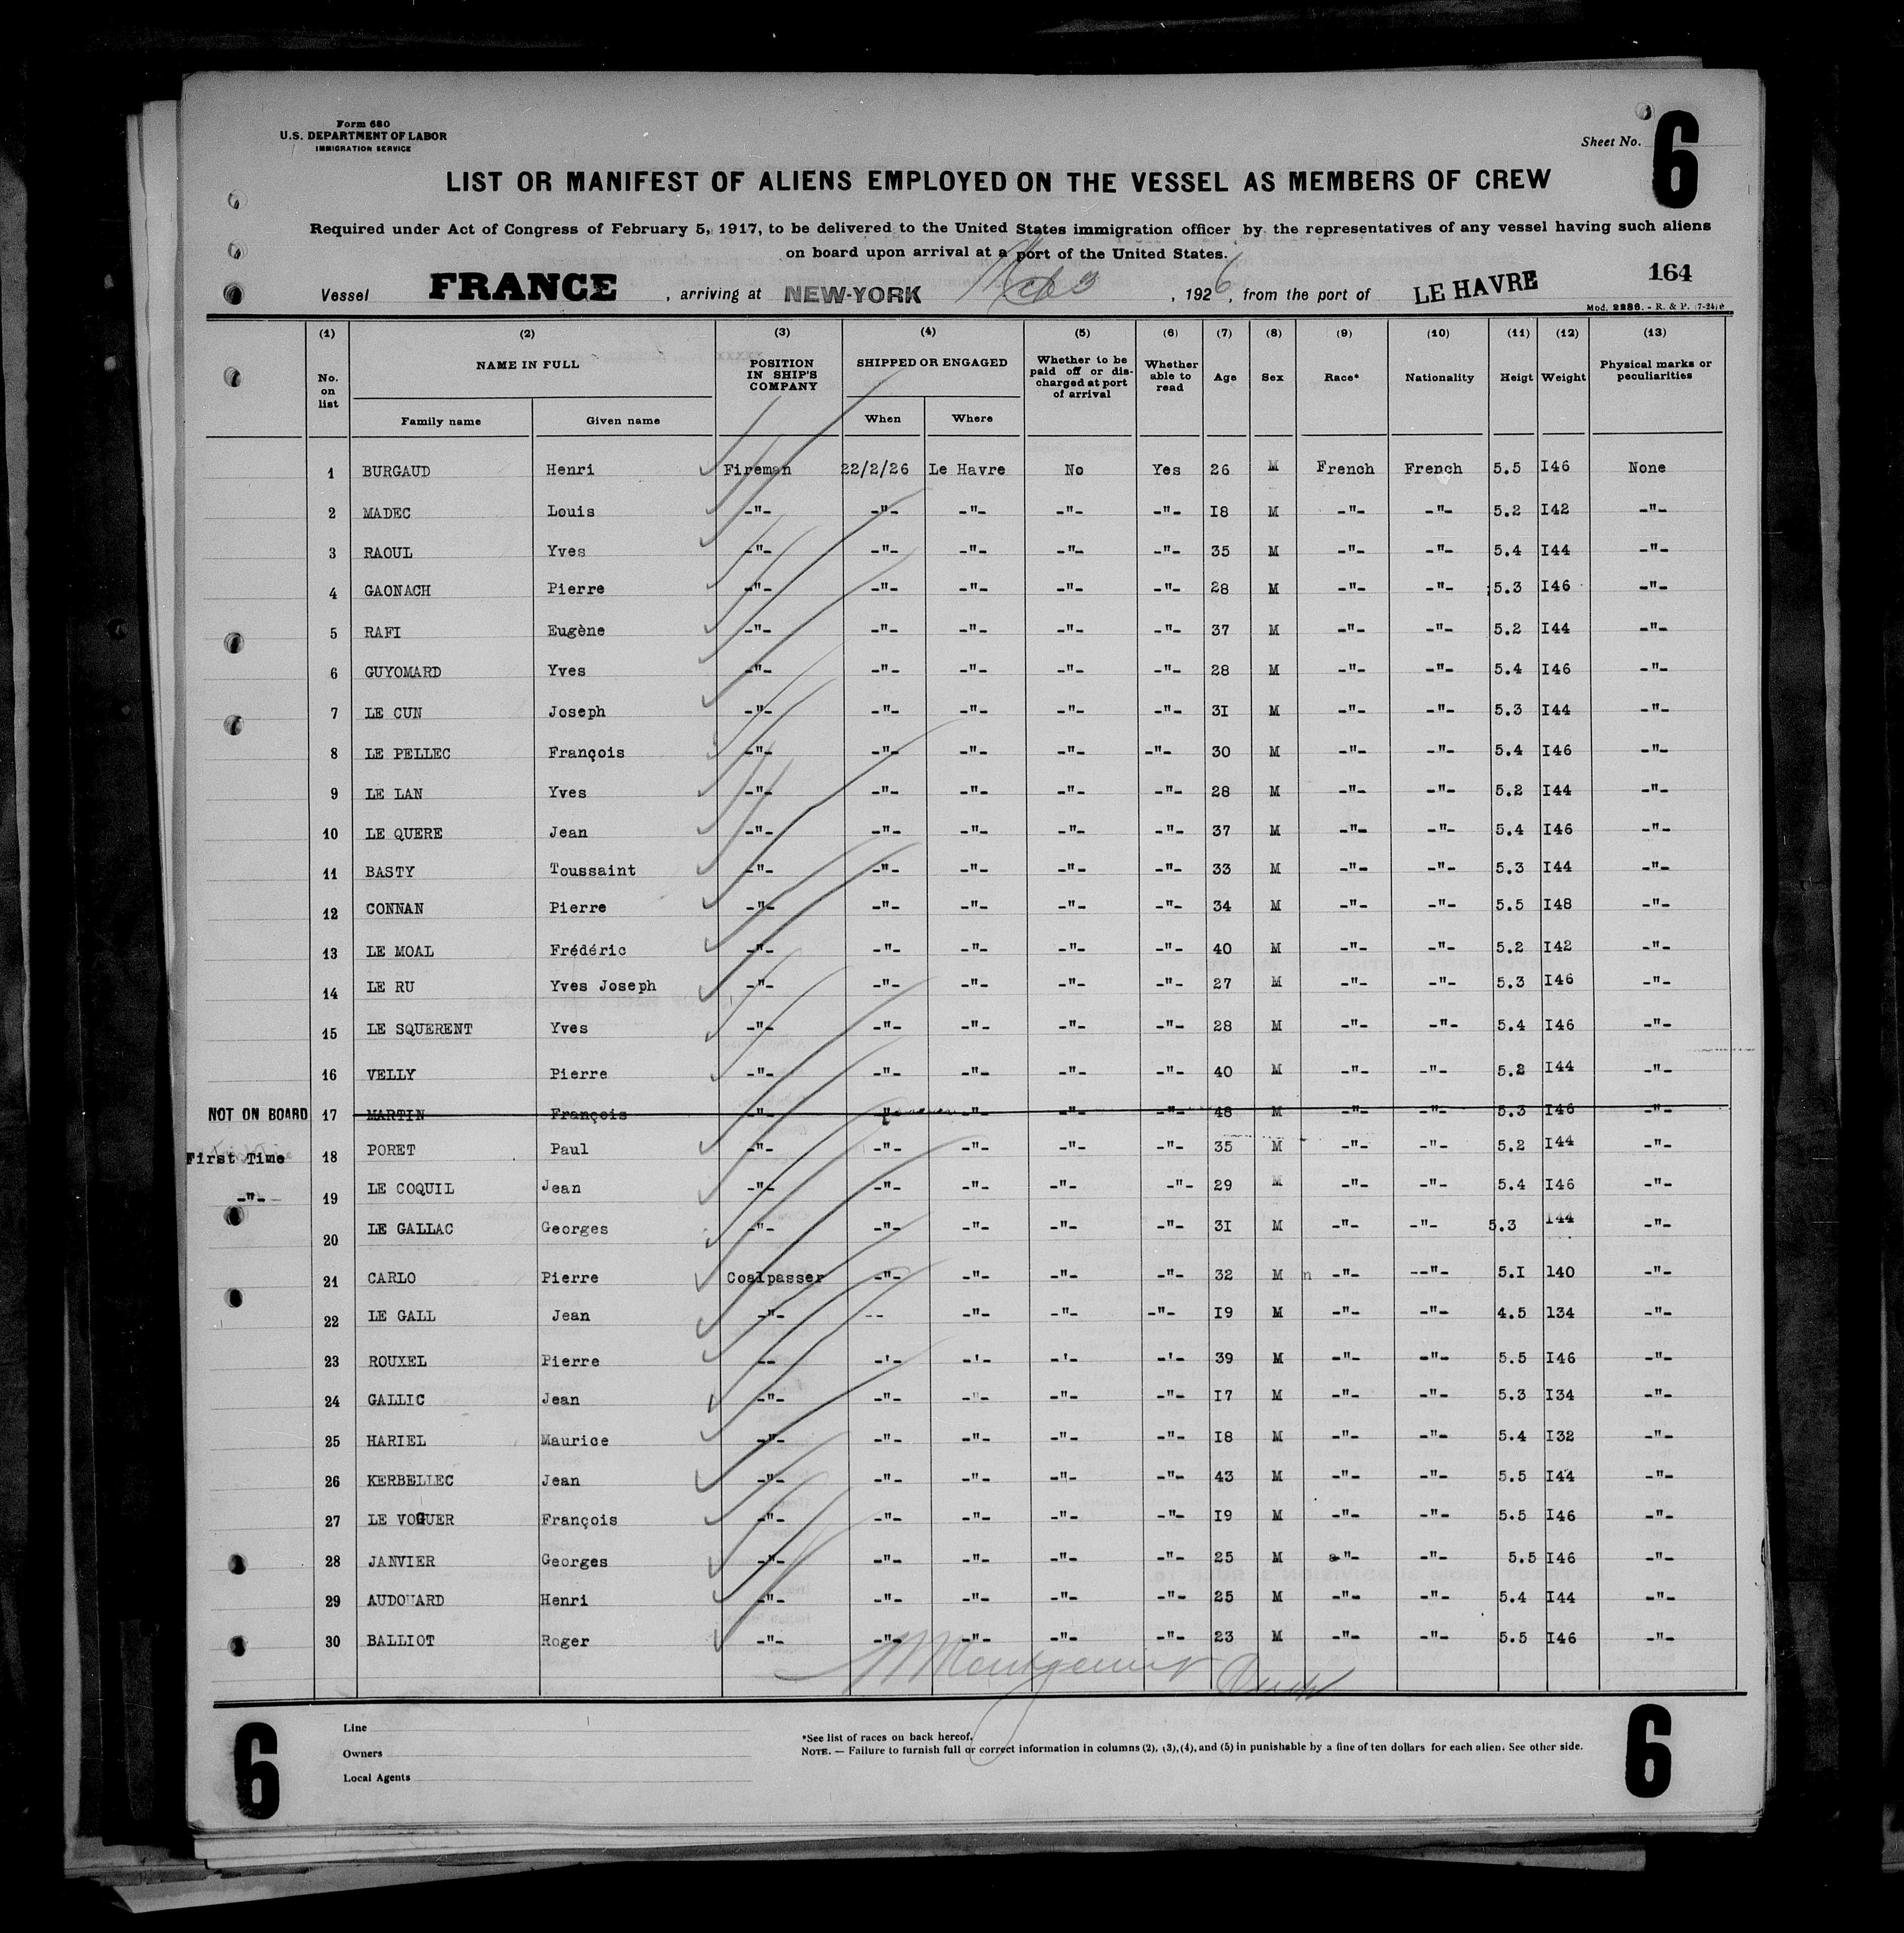 Form 680
U.S. DEPARTMENT OF LABOR
IMMIGRATION SERVICE
Sheet No. 6
LIST OR MANIFEST OF ALIENS EMPLOYED ON THE VESSEL AS MEMBERS OF CREW
Required under Act of Congress of February 5, 1917, to be delivered to the United States immigration officer by the representatives of any vessel having such aliens
on board upon arrival at a port of the United States.
164
Vessel FRANCE, arriving at NEW-YORK 3, 1926, from the port of LE HAVRE
Mod. 2286. - R. & P. (7-24)
(1) (2) (3) (4) (5) (6) (7) (8) (9) (10) (11) (12) (13)
No. on list NAME IN FULL Family name Given name POSITION IN SHIP'S COMPANY SHIPPED OR ENGAGED When Where Whether to be paid off or discharged at port of arrival Whether able to read Age Sex Race* Nationality Heigt Weight Physical marks or peculiarities
1 BURGAUD Henri Fireman 22/2/26 Le Havre No Yes 26 M French French 5.5 I46 None
2 MADEC Louis -"- -"- -"- -"- -"- I8 M -"- -"- 5.2 I42 -"-
3 RAOUL Yves -"- -"- -"- -"- -"- 35 M -"- -"- 5.4 I44 -"-
4 GAONACH Pierre -"- -"- -"- -"- -"- 28 M -"- -"- 5.3 I46 -"-
5 RAFI Eugène -"- -"- -"- -"- -"- 37 M -"- -"- 5.2 I44 -"-
6 GUYOMARD Yves -"- -"- -"- -"- -"- 28 M -"- -"- 5.4 I46 -"-
7 LE CUN Joseph -"- -"- -"- -"- -"- 3I M -"- -"- 5.3 I44 -"-
8 LE PELLEC François -"- -"- -"- -"- -"- 30 M -"- -"- 5.4 I46 -"-
9 LE LAN Yves -"- -"- -"- -"- -"- 28 M -"- -"- 5.2 I44 -"-
10 LE QUERE Jean -"- -"- -"- -"- -"- 37 M -"- -"- 5.4 I46 -"-
11 BASTY Toussaint -"- -"- -"- -"- -"- 33 M -"- -"- 5.3 I44 -"-
12 CONNAN Pierre -"- -"- -"- -"- -"- 34 M -"- -"- 5.5 I48 -"-
13 LE MOAL Frédéric -"- -"- -"- -"- -"- 40 M -"- -"- 5.2 I42 -"-
14 LE RU Yves Joseph -"- -"- -"- -"- -"- 27 M -"- -"- 5.3 I46 -"-
15 LE SQUERENT Yves -"- -"- -"- -"- -"- 28 M -"- -"- 5.4 I46 -"-
16 VELLY Pierre -"- -"- -"- -"- -"- 40 M -"- -"- 5.2 I44 -"-
NOT ON BOARD 17 MARTIN François -"- -"- -"- -"- -"- 48 M -"- -"- 5.3 I46 -"-
First Time 18 PORET Paul -"- -"- -"- -"- -"- 35 M -"- -"- 5.2 I44 -"-
-"- 19 LE COQUIL Jean -"- -"- -"- -"- -"- 29 M -"- -"- 5.4 I46 -"-
20 LE GALLAC Georges -"- -"- -"- -"- -"- 3I M -"- -"- 5.3 I44 -"-
21 CARLO Pierre Coalpasser -"- -"- -"- -"- 32 M n -"- --"- 5.I 140 -"-
22 LE GALL Jean -"- -- -"- -"- -"- I9 M -"- -"- 4.5 134 -"-
23 ROUXEL Pierre -- -'- -'- -'- -'- 39 M -"- -"- 5.5 I46 -"-
24 GALLIC Jean -"- -"- -"- -"- -"- I7 M -"- -"- 5.3 I34 -"-
25 HARIEL Maurice -"- -"- -"- -"- -"- I8 M -"- -"- 5.4 I32 -"-
26 KERBELLEC Jean -"- -"- -"- -"- -"- 43 M -"- -"- 5.5 I44 -"-
27 LE VOGUER François -"- -"- -"- -"- -"- I9 M -"- -"- 5.5 I46 -"-
28 JANVIER Georges -"- -"- -"- -"- -"- 25 M -"- -"- 5.5 I46 -"-
29 AUDOUARD Henri -"- -"- -"- -"- -"- 25 M -"- -"- 5.4 I44 -"-
30 BALLIOT Roger -"- -"- -"- -"- -"- 23 M -"- -"- 5.5 I46 -"-
6
Line
Owners
Local Agents
*See list of races on back hereof.
NOTE. — Failure to furnish full or correct information in columns (2), (3), (4), and (5) in punishable by a fine of ten dollars for each alien. See other side.
6